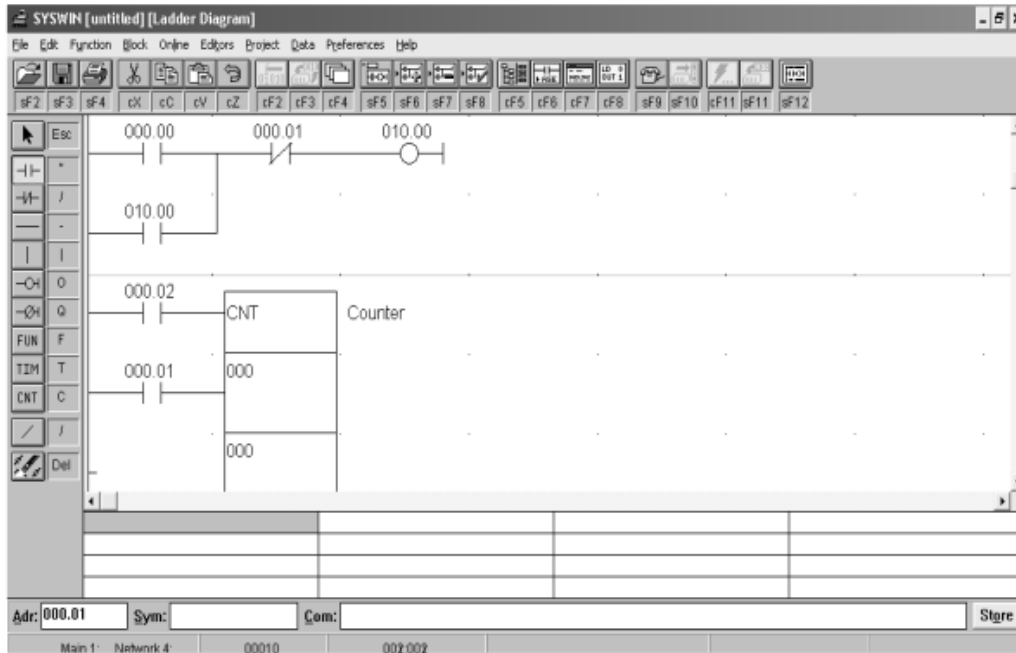 SYSWIN [untitled] [Ladder Diagram]
File Edit Function Block Online Editors Project Data Preferences Help
sF2 sF3 sF4 cX cC cV cZ cF2 cF3 cF4 sF5 sF6 sF7 sF8 cF5 cF6 cF7 cF8 sF9 sF10 cF11 sF11 sF12
Esc
"
/
-
|
O
Q
FUN F
TIM T
CNT C
/
Del
000.00 000.01 010.00
010.00
000.02
CNT Counter
000.01 000
000
Adr: 000.01 Sym: Com: Store
Main 1: Network 4: 00010